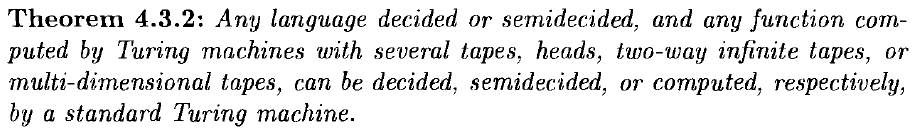 Theorem 4.3.2: Any language decided or semidecided, and any function com-
puted by Turing machines with several tapes, heads, two-way infinite tapes, or
multi-dimensional tapes, can be decided, semidecided, or computed, respectively,
by a standard Turing machine.